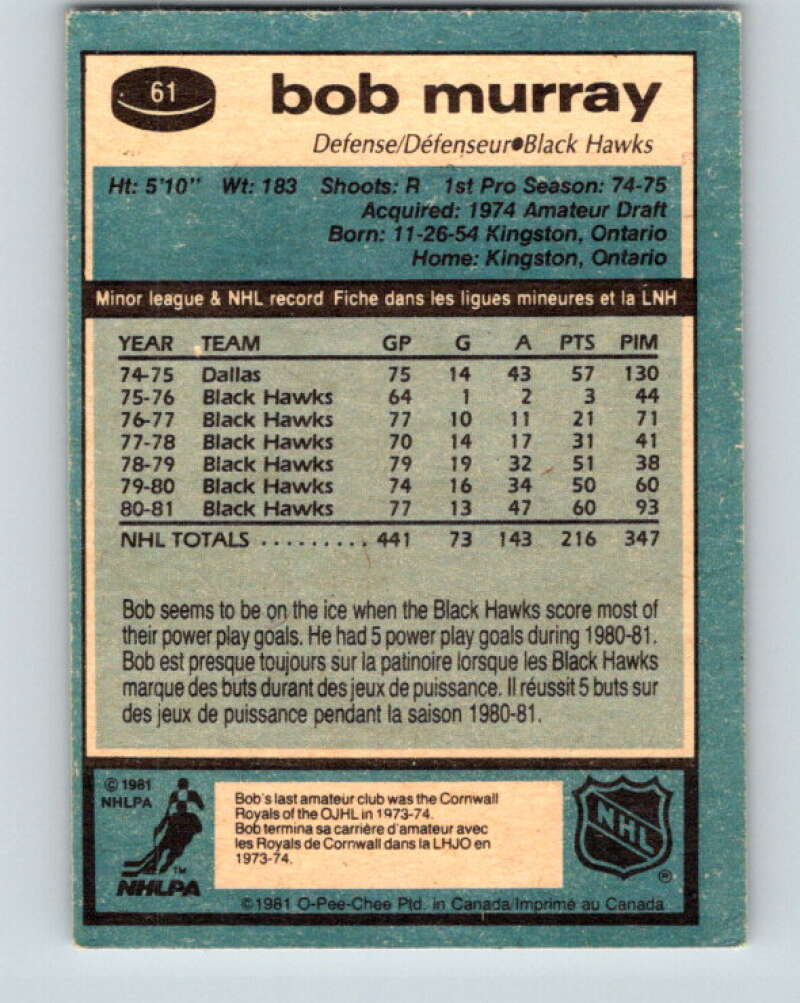 61
bob murray
Defense/Défenseur•Black Hawks
Ht: 5'10" Wt: 183 Shoots: R 1st Pro Season: 74-75
Acquired: 1974 Amateur Draft
Born: 11-26-54 Kingston, Ontario
Home: Kingston, Ontario
Minor league & NHL record Fiche dans les ligues mineures et la LNH
YEAR TEAM GP G A PTS PIM
74-75 Dallas 75 14 43 57 130
75-76 Black Hawks 64 1 2 3 44
76-77 Black Hawks 77 10 11 21 71
77-78 Black Hawks 70 14 17 31 41
78-79 Black Hawks 79 19 32 51 38
79-80 Black Hawks 74 16 34 50 60
80-81 Black Hawks 77 13 47 60 93
NHL TOTALS . . . . . . . . . 441 73 143 216 347
Bob seems to be on the ice when the Black Hawks score most of
their power play goals. He had 5 power play goals during 1980-81.
Bob est presque toujours sur la patinoire lorsque les Black Hawks
marque des buts durant des jeux de puissance. Il réussit 5 buts sur
des jeux de puissance pendant la saison 1980-81.
© 1981
NHLPA
TM
NHLPA
Bob's last amateur club was the Cornwall
Royals of the OJHL in 1973-74.
Bob termina sa carrière d'amateur avec
les Royals de Cornwall dans la LHJO en
1973-74.
NHL
®
© 1981 O-Pee-Chee Ptd. in Canada/Imprimé au Canada